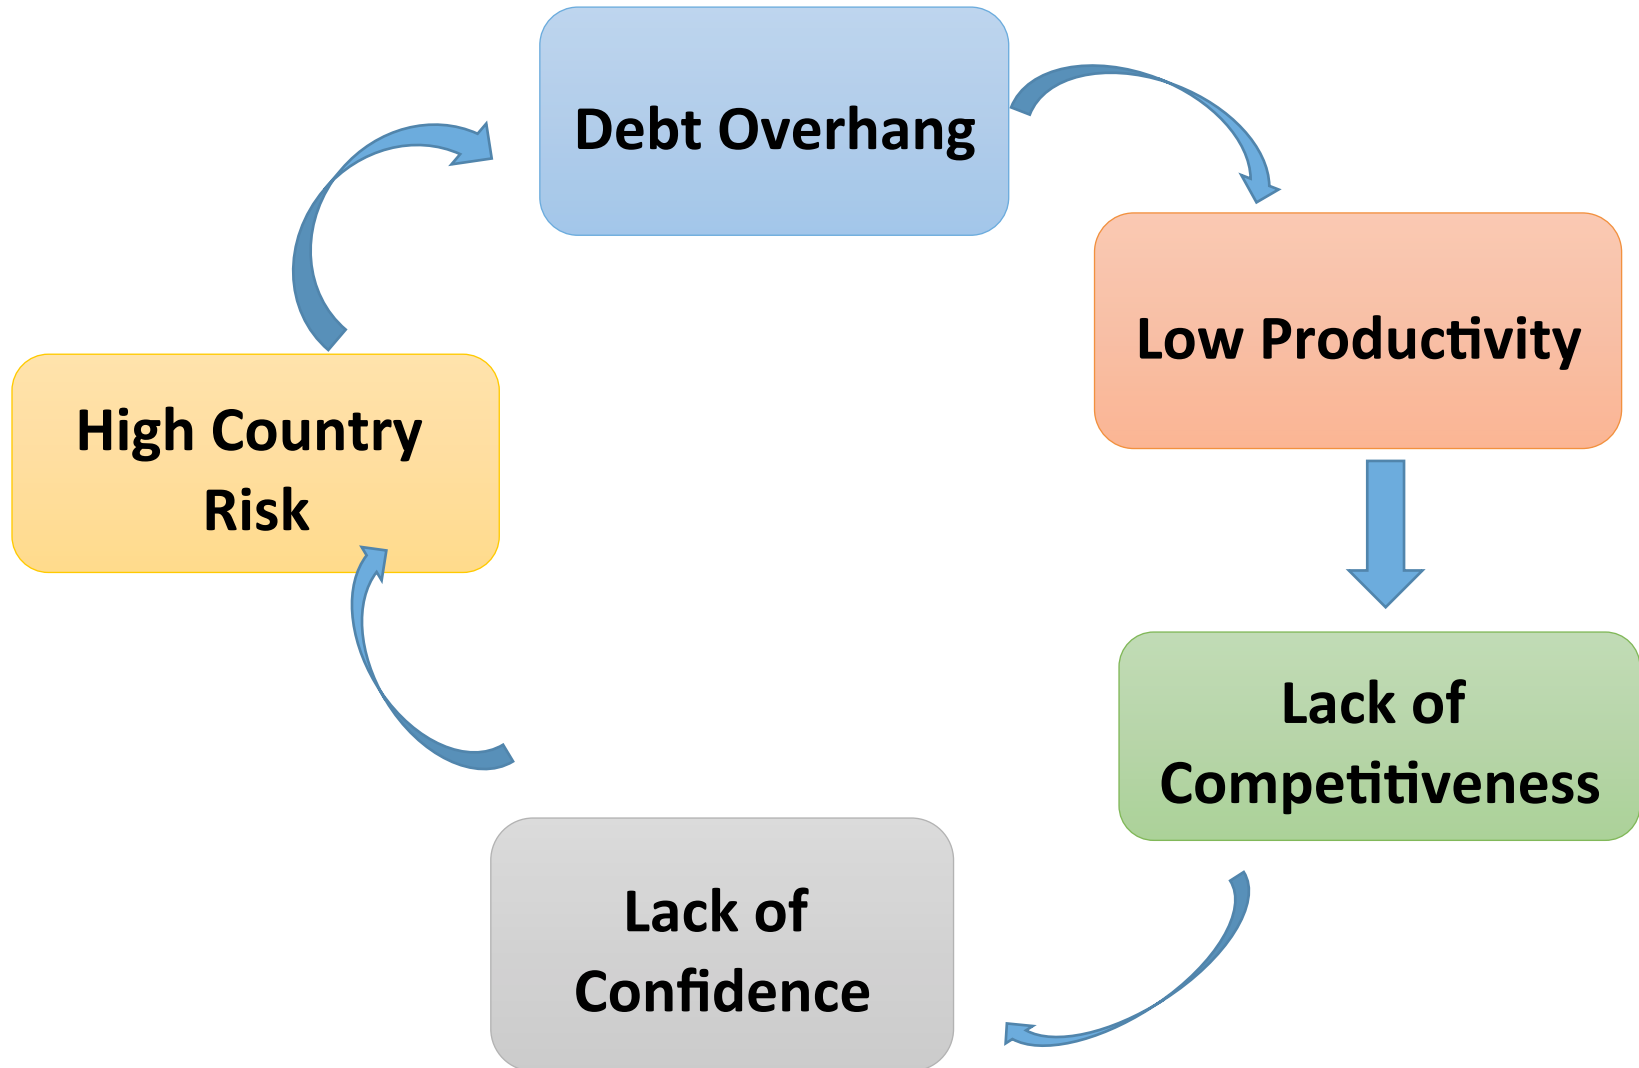 Debt Overhang
Low Productivity
High Country
Risk
Lack of
Competitiveness
Lack of
Confidence